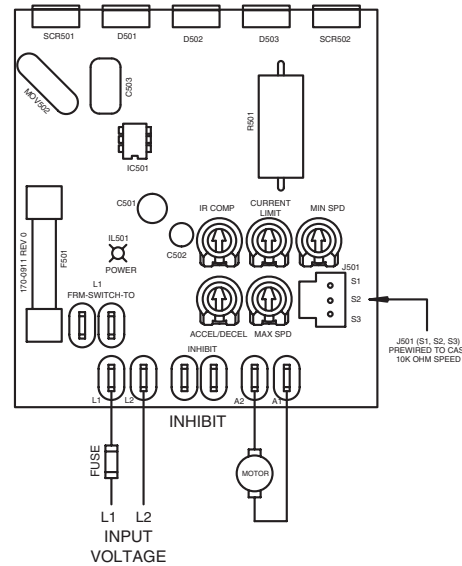 SCR501 D501 D502 D503 SCR502
MOV502
C503
R501
IC501
C501
C502
IR COMP
CURRENT
LIMIT
MIN SPD
170-0911 REV 0
F501
IL501
POWER
L1
FRM-SWITCH-TO
J501
S1
S2
S3
ACCEL/DECEL
MAX SPD
J501 (S1, S2, S3)
PREWIRED TO CAS
10K OHM SPEED
INHIBIT
L1 L2 A2 A1
INHIBIT
FUSE
MOTOR
L1 L2
INPUT
VOLTAGE